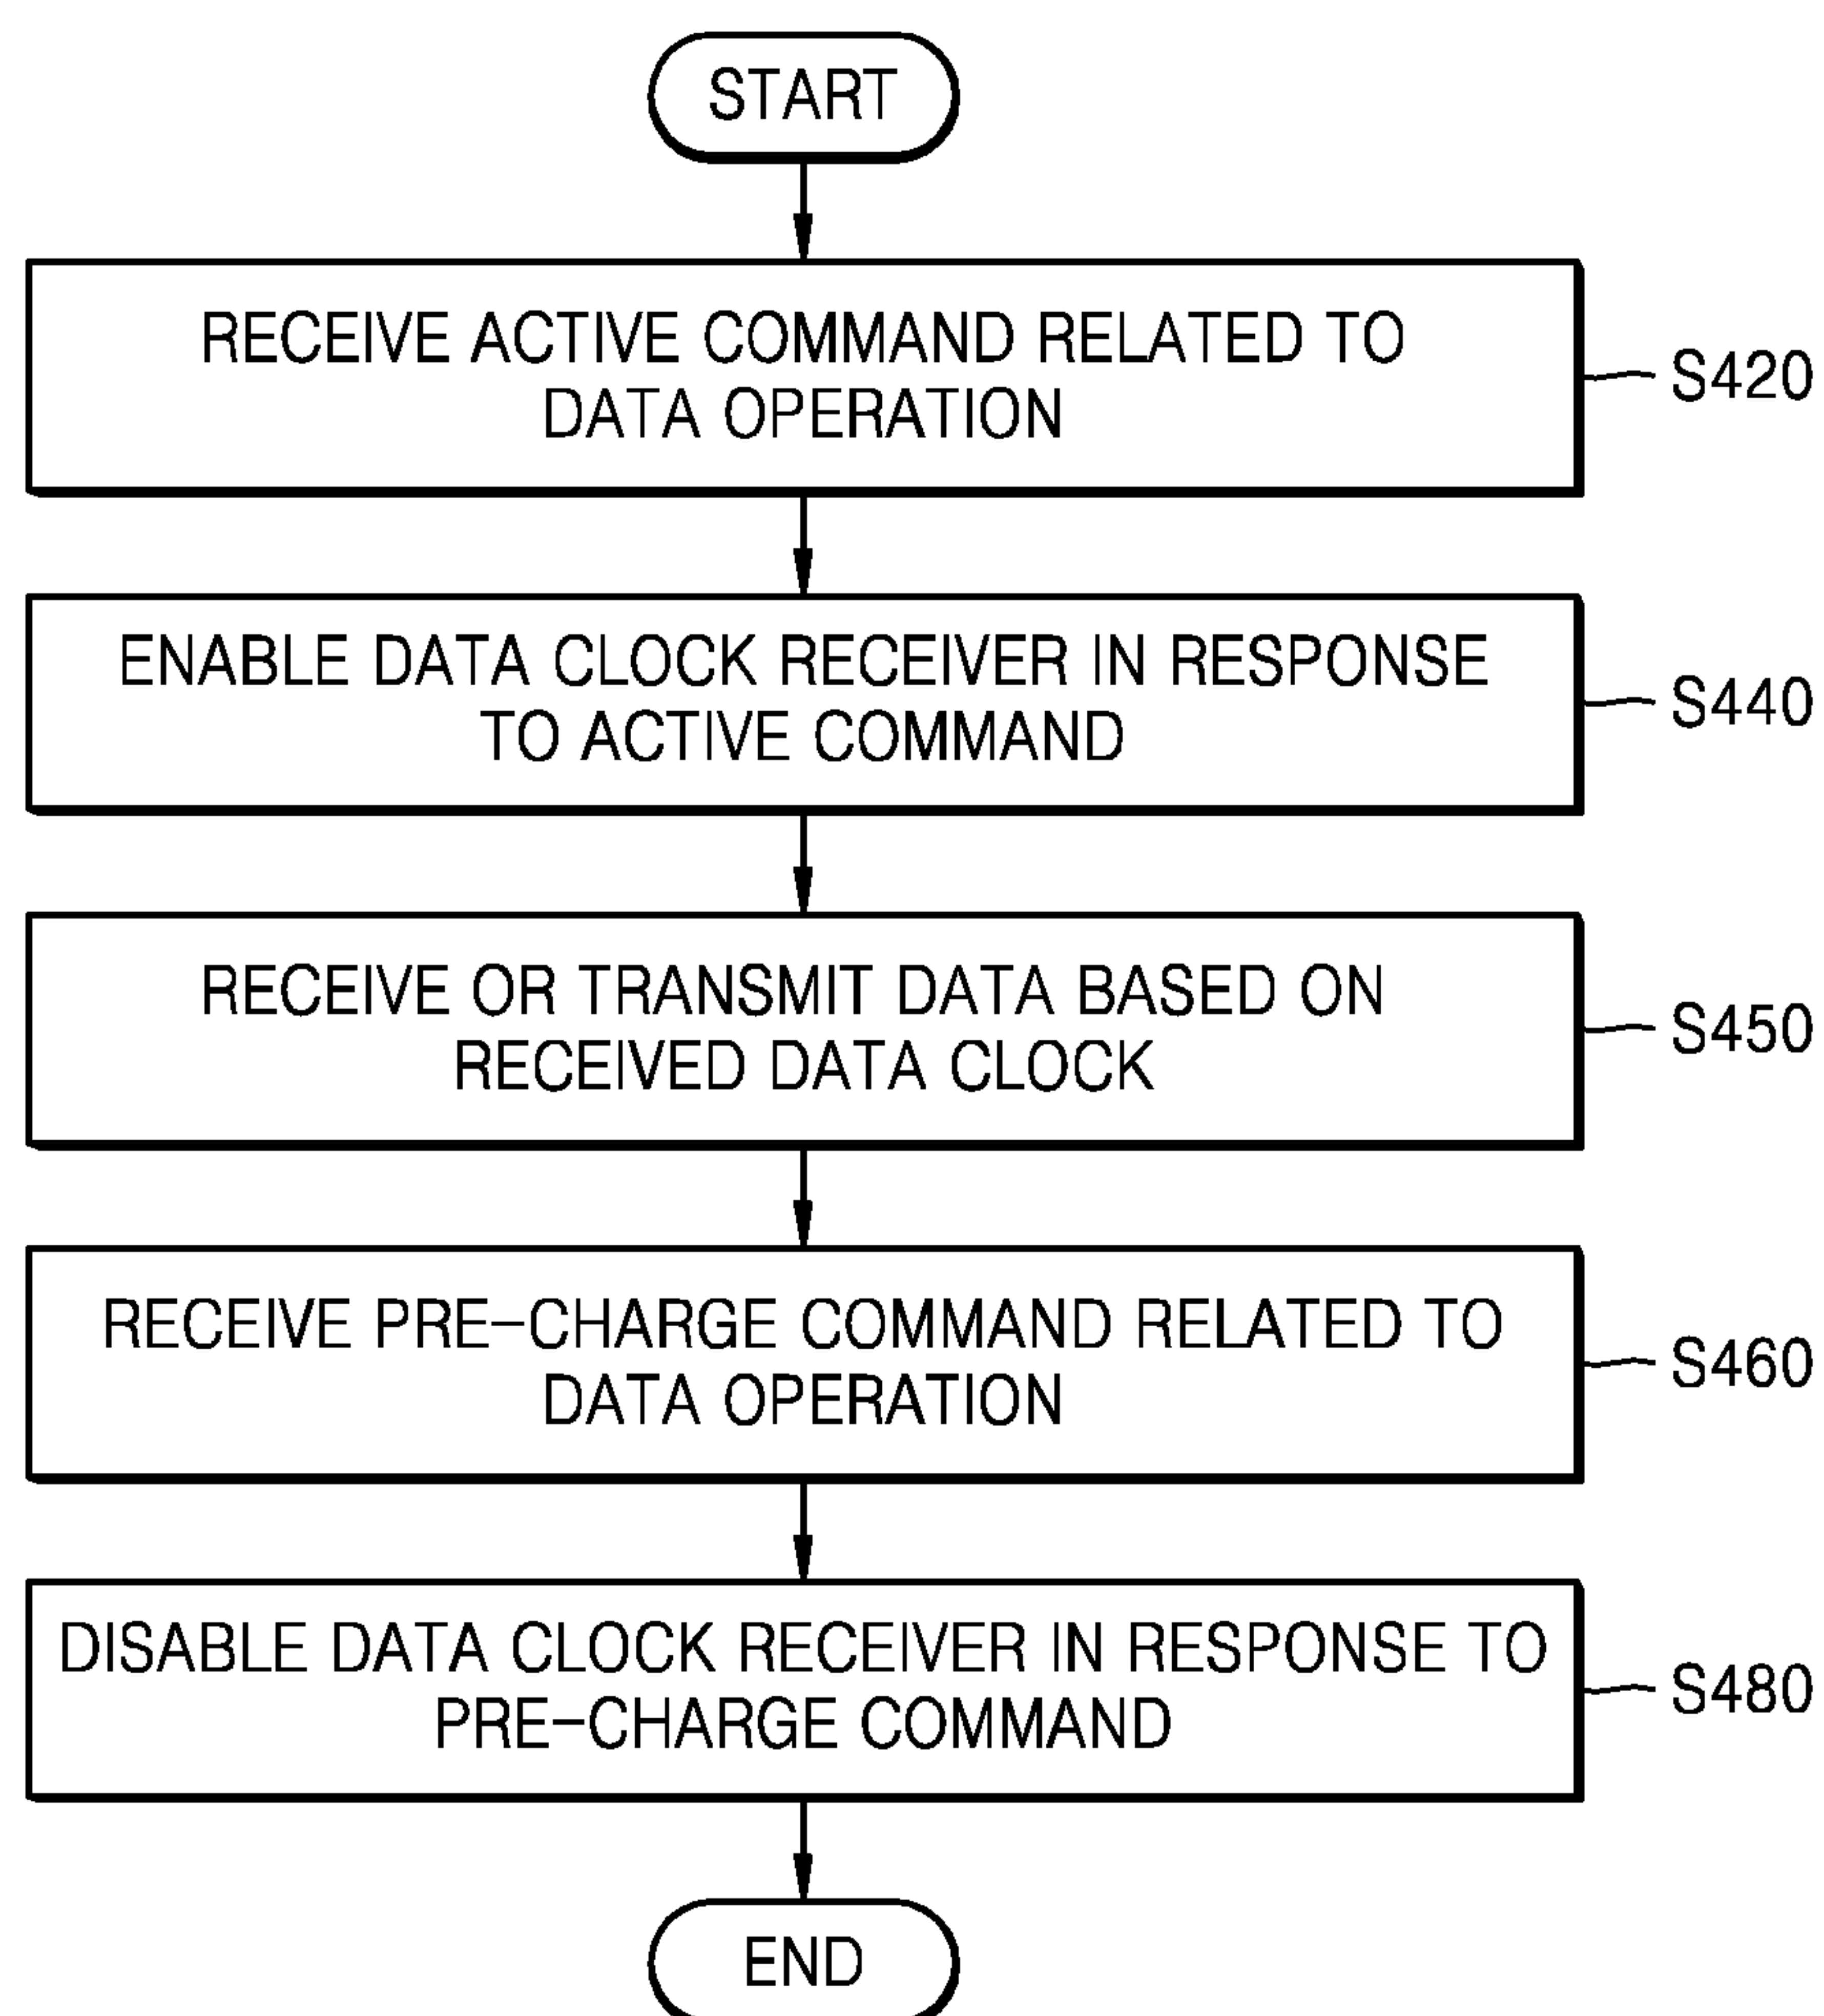 START
RECEIVE ACTIVE COMMAND RELATED TO
DATA OPERATION
S420
ENABLE DATA CLOCK RECEIVER IN RESPONSE
TO ACTIVE COMMAND
S440
RECEIVE OR TRANSMIT DATA BASED ON
RECEIVED DATA CLOCK
S450
RECEIVE PRE-CHARGE COMMAND RELATED TO
DATA OPERATION
S460
DISABLE DATA CLOCK RECEIVER IN RESPONSE TO
PRE-CHARGE COMMAND
S480
END